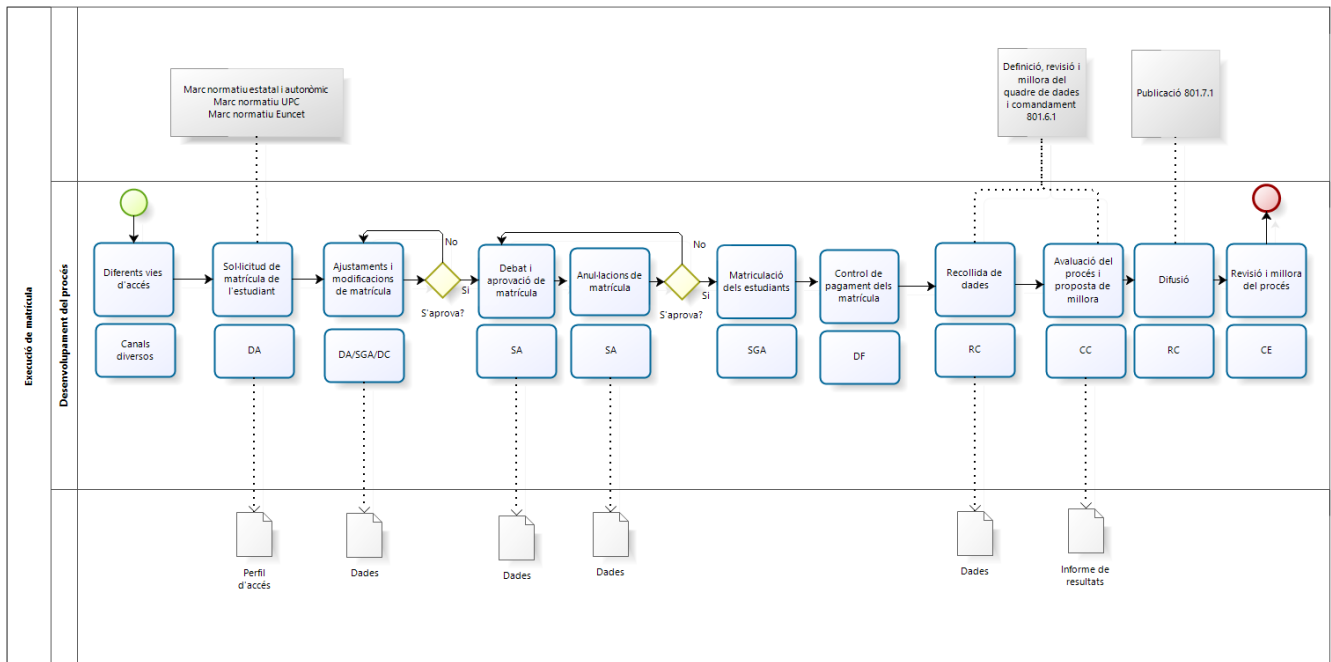 Execució de matrícula
Desenvolupament del procés
Marc normatiu estatal i autonòmic
Marc normatiu UPC
Marc normatiu Euncet
Definició, revisió i
millora del
quadre de dades
i comandament
801.6.1
Publicació 801.7.1
Diferents vies
d'accés
Sol·licitud de
matrícula de
l'estudiant
Ajustaments i
modificacions
de matrícula
No
Si
S'aprova?
Debat i
aprovació de
matrícula
Anul·lacions de
matrícula
No
Si
S'aprova?
Matriculació
dels estudiants
Control de
pagament dels
matrícula
Recollida de
dades
Avaluació del
procés i
proposta de
millora
Difusió
Revisió i millora
del procés
Canals
diversos
DA
DA/SGA/DC
SA
SA
SGA
DF
RC
CC
RC
CE
Perfil
d'accés
Dades
Dades
Dades
Dades
Informe de
resultats